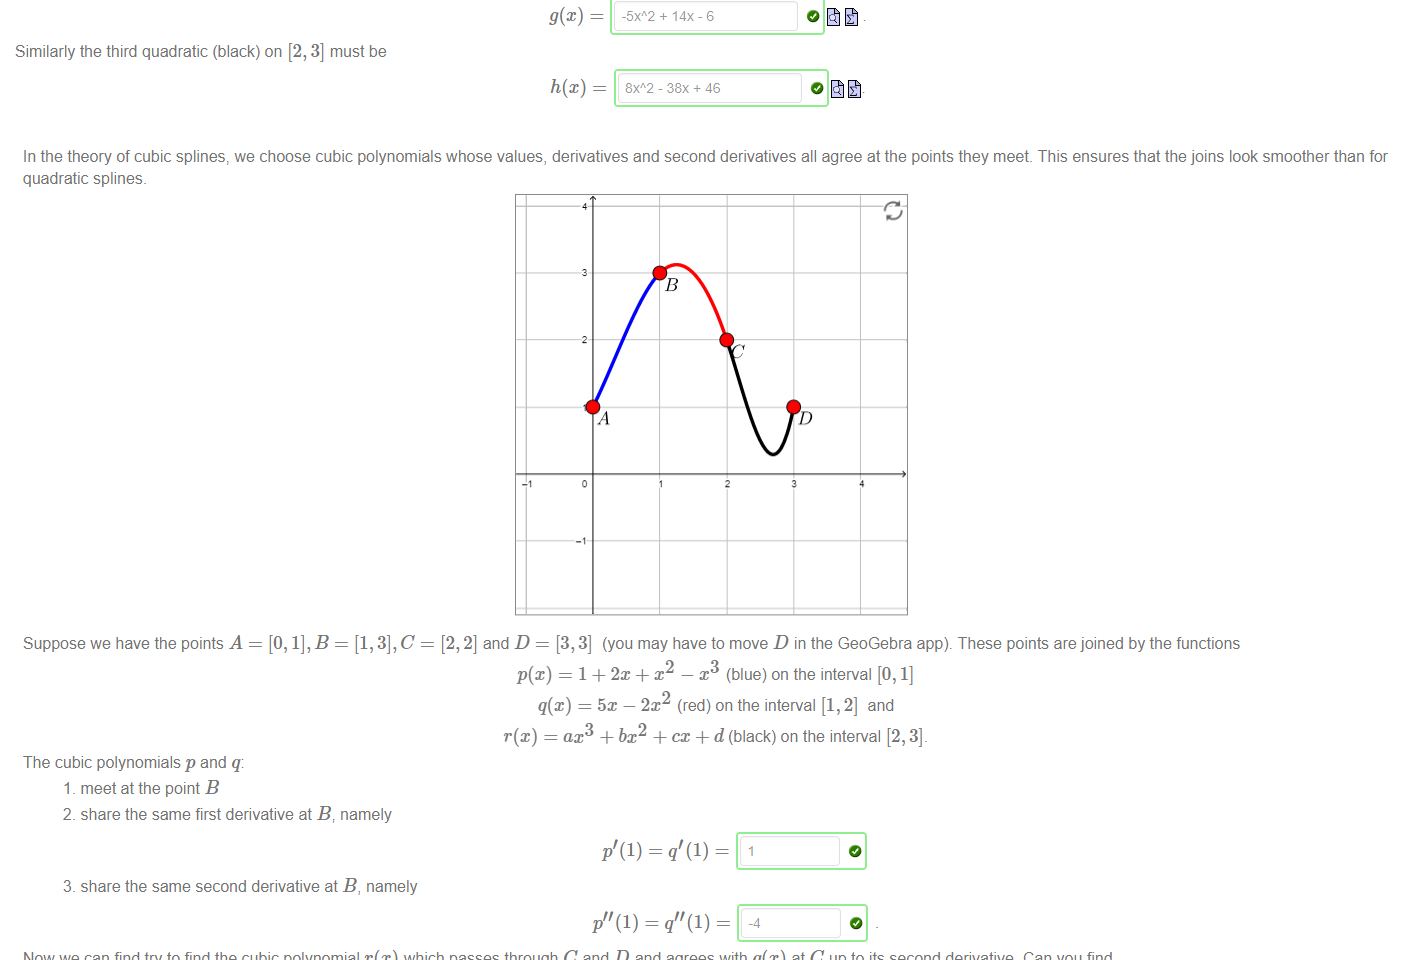 g(x) = -5x^2 + 14x - 6 .
Similarly the third quadratic (black) on [2, 3] must be
h(x) = 8x^2 - 38x + 46 .
In the theory of cubic splines, we choose cubic polynomials whose values, derivatives and second derivatives all agree at the points they meet. This ensures that the joins look smoother than for
quadratic splines.
4
3
B
2
C
1
A
D
−1 0 1 2 3 4
−1
Suppose we have the points A = [0, 1], B = [1, 3], C = [2, 2] and D = [3, 3] (you may have to move D in the GeoGebra app). These points are joined by the functions
p(x) = 1 + 2x + x² − x³ (blue) on the interval [0, 1]
q(x) = 5x − 2x² (red) on the interval [1, 2] and
r(x) = ax³ + bx² + cx + d (black) on the interval [2, 3].
The cubic polynomials p and q:
1. meet at the point B
2. share the same first derivative at B, namely
p′(1) = q′(1) = 1
3. share the same second derivative at B, namely
p″(1) = q″(1) = -4 .
Now we can find try to find the cubic polynomial r(x) which passes through C and D and agrees with q(x) at C up to its second derivative. Can you find